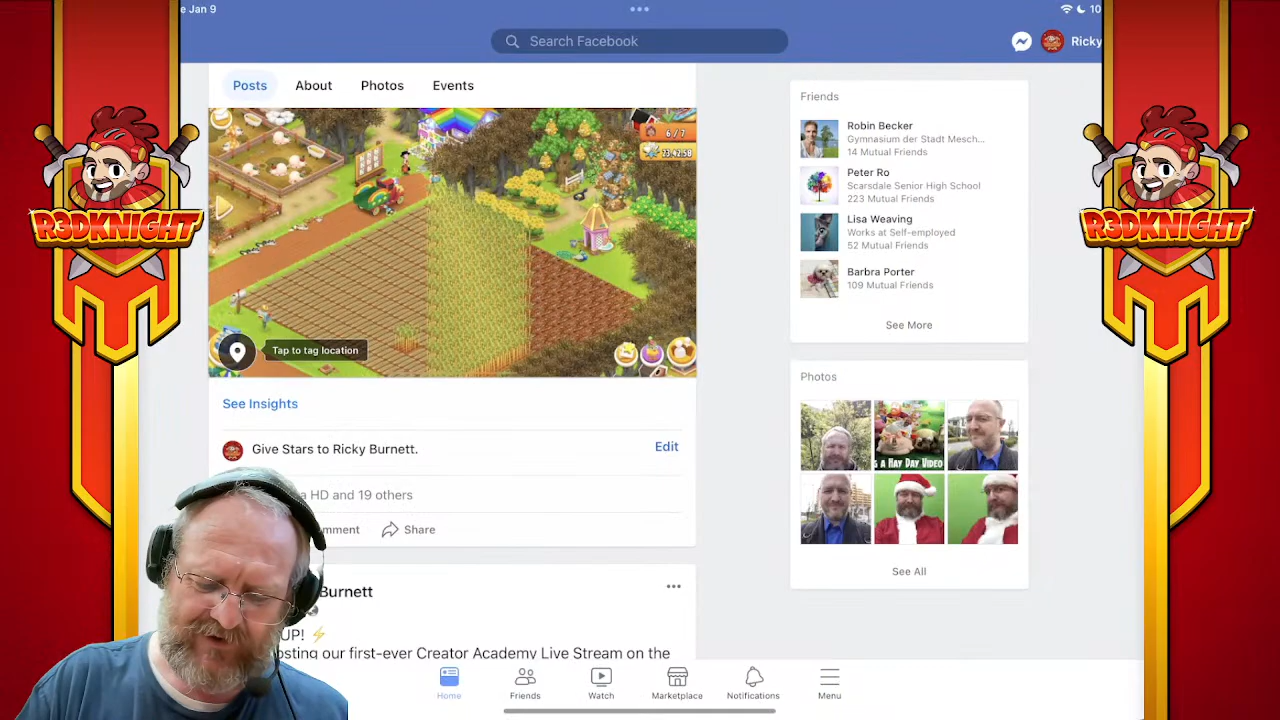 e Jan 9
10
Search Facebook
Ricky
Posts
About
Photos
Events
6/7
23:42:58
Tap to tag location
See Insights
Give Stars to Ricky Burnett.
Edit
a HD and 19 others
mment
Share
Burnett
UP! ⚡
osting our first-ever Creator Academy Live Stream on the
Friends
Robin Becker
Gymnasium der Stadt Mesch...
14 Mutual Friends
Peter Ro
Scarsdale Senior High School
223 Mutual Friends
Lisa Weaving
Works at Self-employed
52 Mutual Friends
Barbra Porter
109 Mutual Friends
See More
Photos
G A HAY DAY VIDEO
See All
Home
Friends
Watch
Marketplace
Notifications
Menu
R3DKNIGHT
R3DKNIGHT